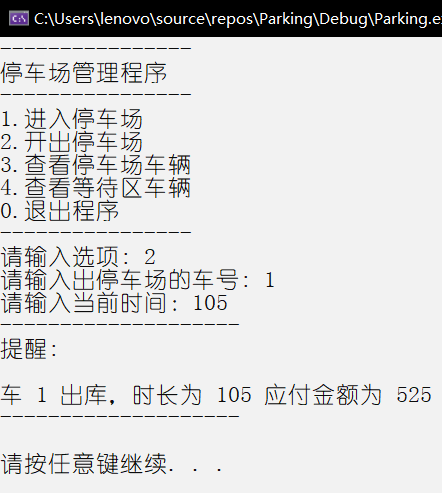 C:\Users\lenovo\source\repos\Parking\Debug\Parking.ex
----------------
停车场管理程序
----------------
1.进入停车场
2.开出停车场
3.查看停车场车辆
4.查看等待区车辆
0.退出程序
----------------
请输入选项: 2
请输入出停车场的车号: 1
请输入当前时间: 105
--------------------
提醒:
车 1 出库，时长为 105 应付金额为 525
--------------------
请按任意键继续. . .